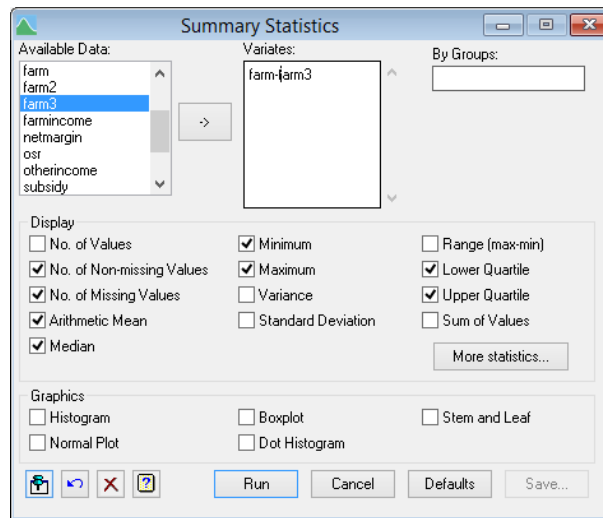 Summary Statistics
Available Data:
Variates:
By Groups:
farm
farm2
farm3
farmincome
netmargin
osr
otherincome
subsidy
->
farm-farm3
Display
No. of Values
Minimum
Range (max-min)
No. of Non-missing Values
Maximum
Lower Quartile
No. of Missing Values
Variance
Upper Quartile
Arithmetic Mean
Standard Deviation
Sum of Values
Median
More statistics...
Graphics
Histogram
Boxplot
Stem and Leaf
Normal Plot
Dot Histogram
?
Run
Cancel
Defaults
Save...